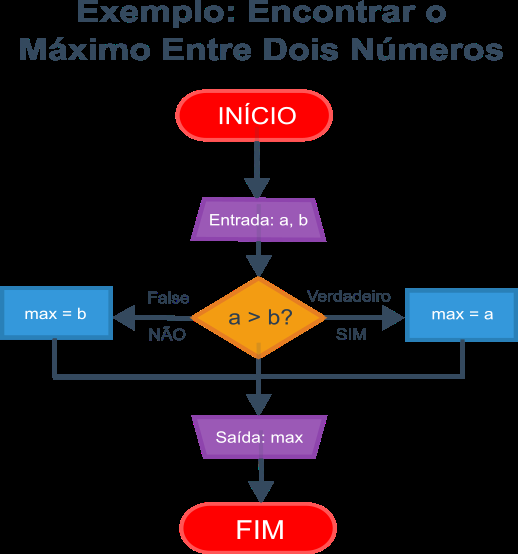 Exemplo: Encontrar o
Máximo Entre Dois Números
INÍCIO
Entrada: a, b
False
Verdadeiro
max = b
a > b?
max = a
NÃO
SIM
Saída: max
FIM